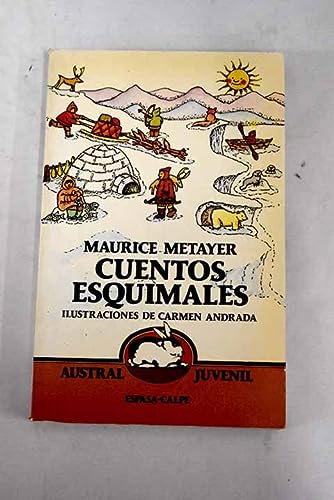 MAURICE METAYER
CUENTOS
ESQUIMALES
ILUSTRACIONES DE CARMEN ANDRADA
AUSTRAL JUVENIL
ESPASA-CALPE